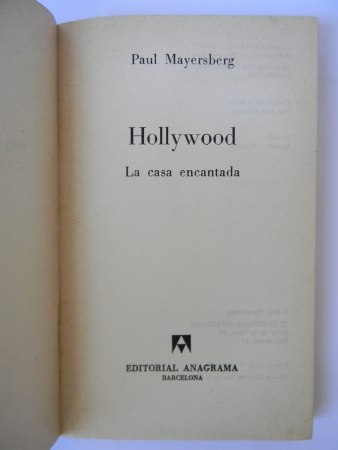 Paul Mayersberg
Hollywood
La casa encantada
EDITORIAL ANAGRAMA
BARCELONA